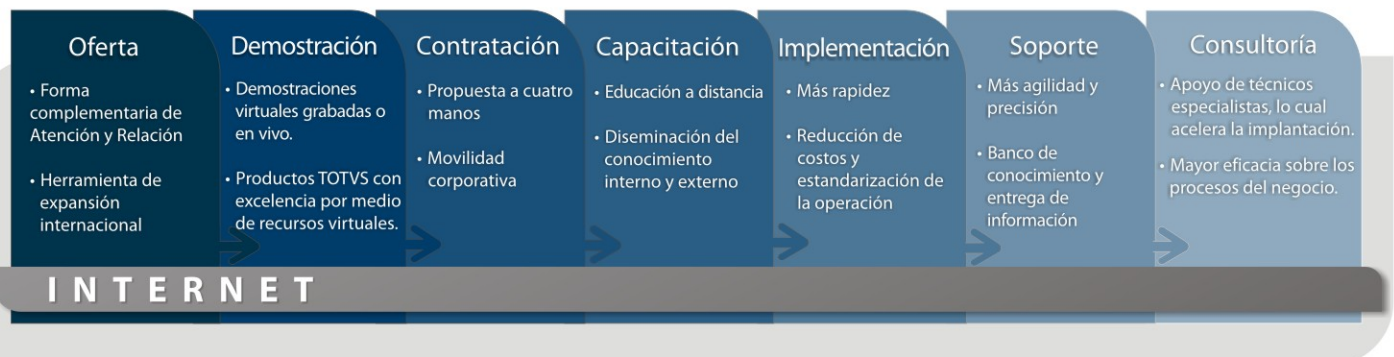 Oferta
• Forma
complementaria de
Atención y Relación
• Herramienta de
expansión
internacional
Demostración
• Demostraciones
virtuales grabadas o
en vivo.
• Productos TOTVS con
excelencia por medio
de recursos virtuales.
Contratación
• Propuesta a cuatro
manos
• Movilidad
corporativa
Capacitación
• Educación a distancia
• Diseminación del
conocimiento
interno y externo
Implementación
• Más rapidez
• Reducción de
costos y
estandarización de
la operación
Soporte
• Más agilidad y
precisión
• Banco de
conocimiento y
entrega de
información
Consultoría
• Apoyo de técnicos
especialistas, lo cual
acelera la implantación.
• Mayor eficacia sobre los
procesos del negocio.
INTERNET